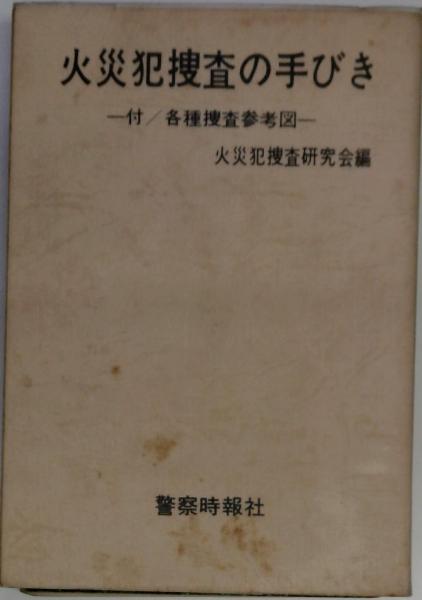 火災犯捜査の手びき
―付／各種捜査参考図―
火災犯捜査研究会編
警察時報社